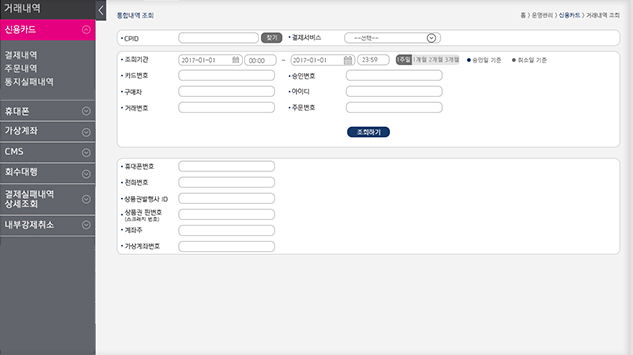 거래내역
통합내역 조회
홈 > 운영관리 > 신용카드 > 거래내역 조회
신용카드
결제내역
주문내역
통지실패내역
휴대폰
가상계좌
CMS
회수대행
결제실패내역
상세조회
내부강제취소
• CPID 찾기 • 결제서비스 --선택--
• 조회기간 2017-01-01 00:00 ~ 2017-01-01 23:59 1주일 1개월 2개월 3개월 승인일 기준 취소일 기준
• 카드번호 • 승인번호
• 구매자 • 아이디
• 거래번호 • 주문번호
조회하기
• 휴대폰번호
• 전화번호
• 상품권발행사 ID
• 상품권 핀번호
(스크래치 번호)
• 계좌주
• 가상계좌번호